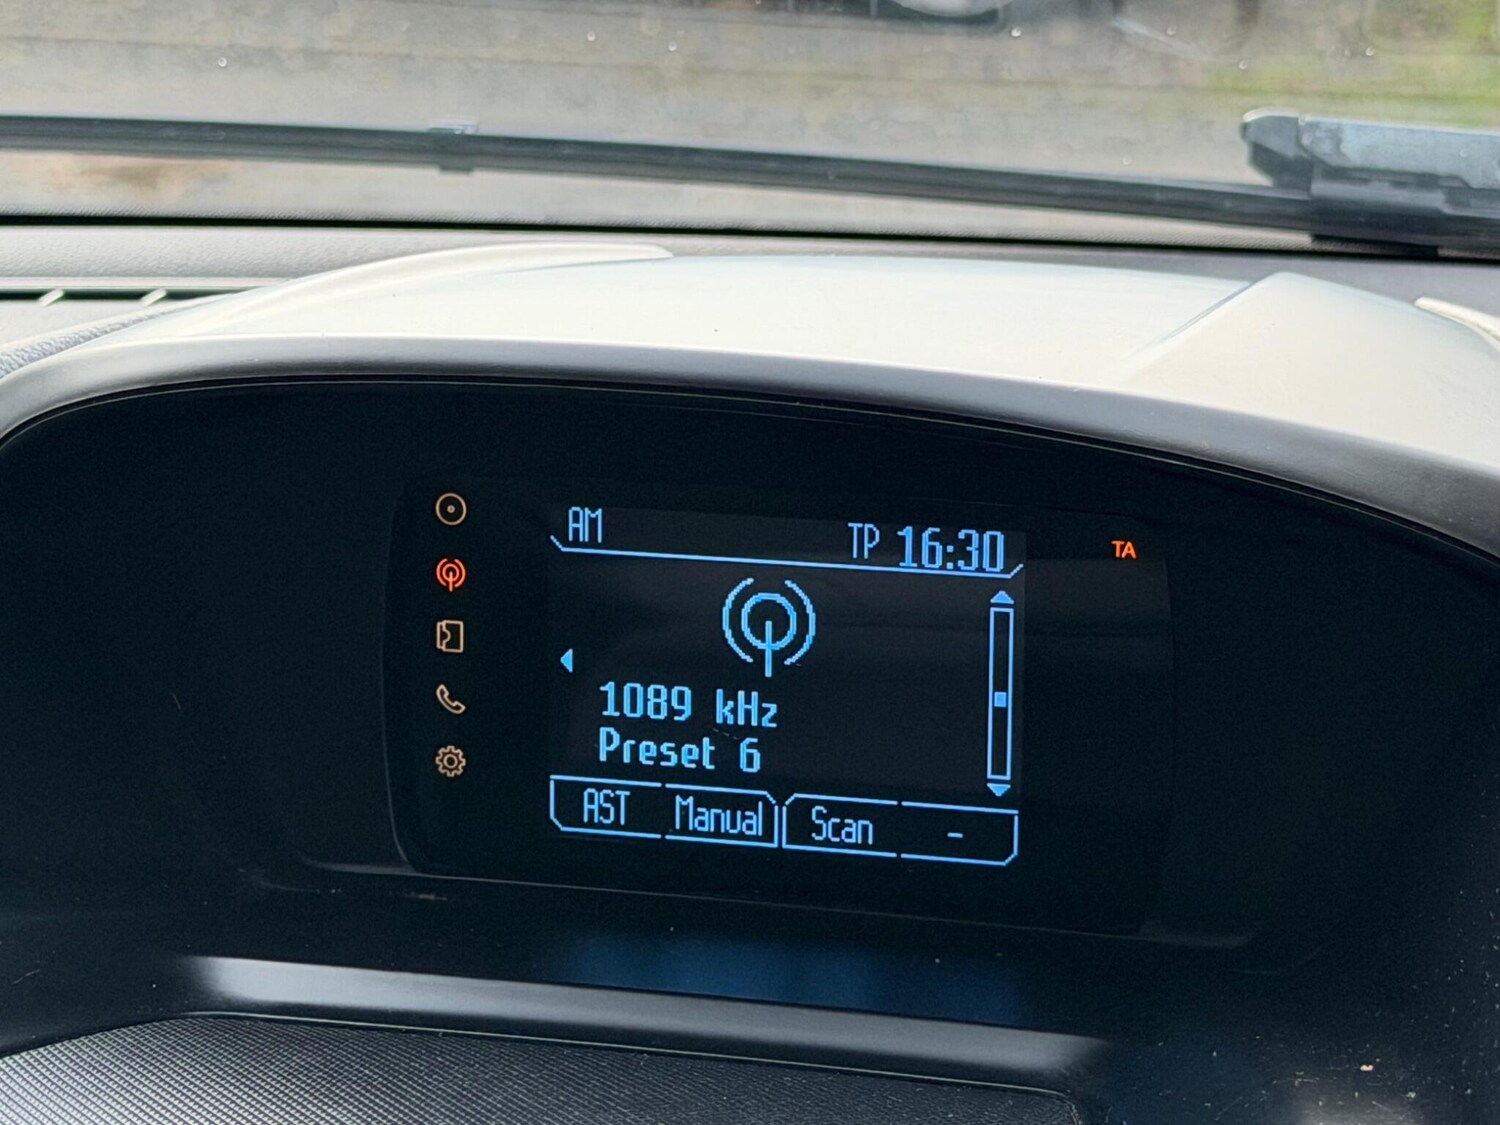 AM TP 16:30 TA
1089 kHz
Preset 6
AST Manual Scan -